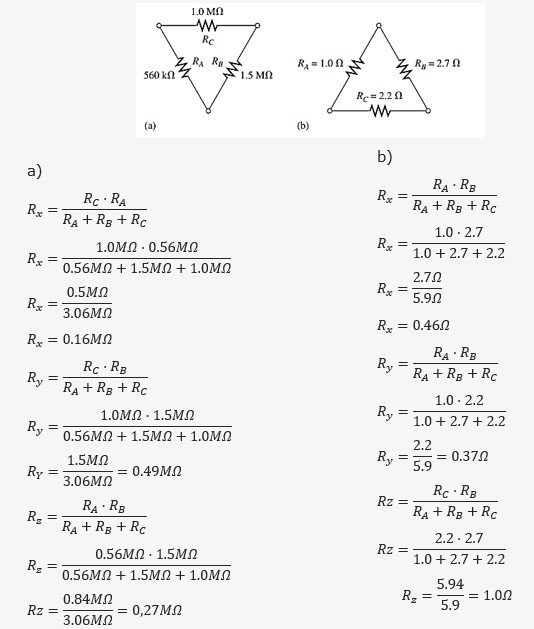 1.0 MΩ
R_C
R_A R_B
560 kΩ
1.5 MΩ
(a)
R_A = 1.0 Ω
R_B = 2.7 Ω
R_C = 2.2 Ω
(b)
a)
R_x = (R_C · R_A) / (R_A + R_B + R_C)
R_x = (1.0MΩ · 0.56MΩ) / (0.56MΩ + 1.5MΩ + 1.0MΩ)
R_x = 0.5MΩ / 3.06MΩ
R_x = 0.16MΩ
R_y = (R_C · R_B) / (R_A + R_B + R_C)
R_y = (1.0MΩ · 1.5MΩ) / (0.56MΩ + 1.5MΩ + 1.0MΩ)
R_Y = 1.5MΩ / 3.06MΩ = 0.49MΩ
R_z = (R_A · R_B) / (R_A + R_B + R_C)
R_z = (0.56MΩ · 1.5MΩ) / (0.56MΩ + 1.5MΩ + 1.0MΩ)
Rz = 0.84MΩ / 3.06MΩ = 0,27MΩ
b)
R_x = (R_A · R_B) / (R_A + R_B + R_C)
R_x = (1.0 · 2.7) / (1.0 + 2.7 + 2.2)
R_x = 2.7Ω / 5.9Ω
R_x = 0.46Ω
R_y = (R_A · R_B) / (R_A + R_B + R_C)
R_y = (1.0 · 2.2) / (1.0 + 2.7 + 2.2)
R_y = 2.2 / 5.9 = 0.37Ω
Rz = (R_C · R_B) / (R_A + R_B + R_C)
Rz = (2.2 · 2.7) / (1.0 + 2.7 + 2.2)
R_z = 5.94 / 5.9 = 1.0Ω